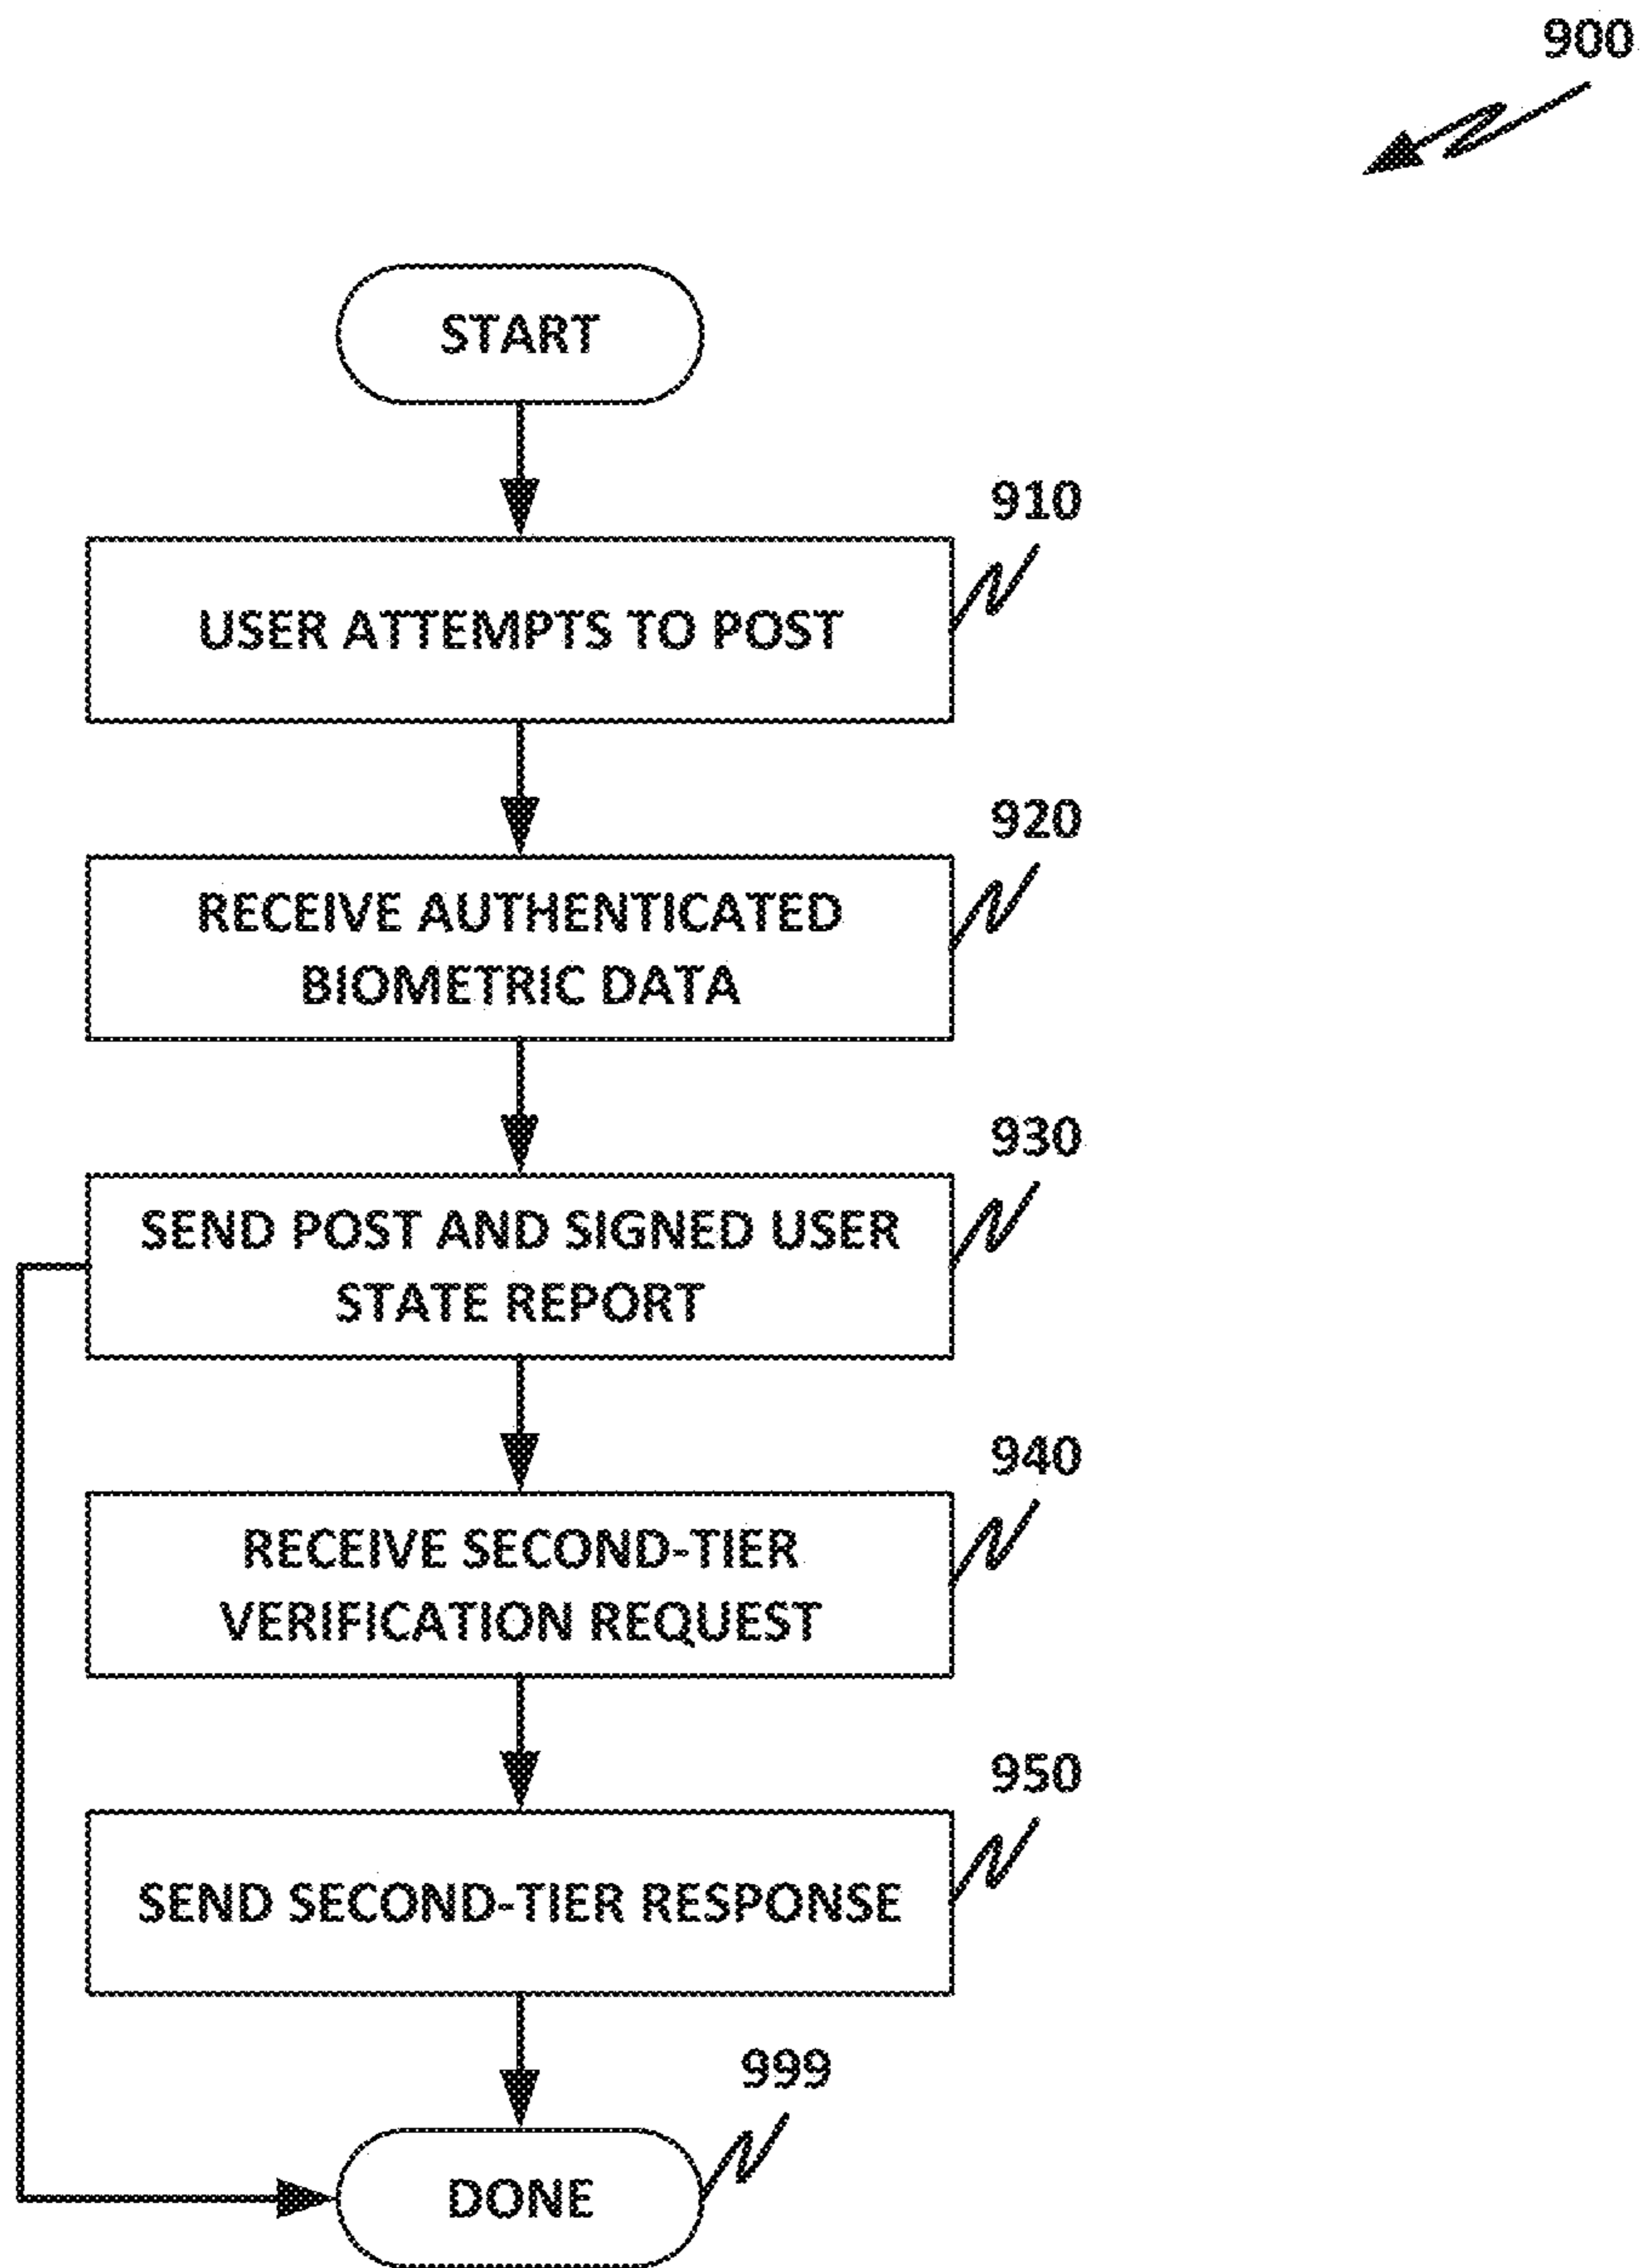 900
START
910
USER ATTEMPTS TO POST
920
RECEIVE AUTHENTICATED
BIOMETRIC DATA
930
SEND POST AND SIGNED USER
STATE REPORT
940
RECEIVE SECOND-TIER
VERIFICATION REQUEST
950
SEND SECOND-TIER RESPONSE
999
DONE